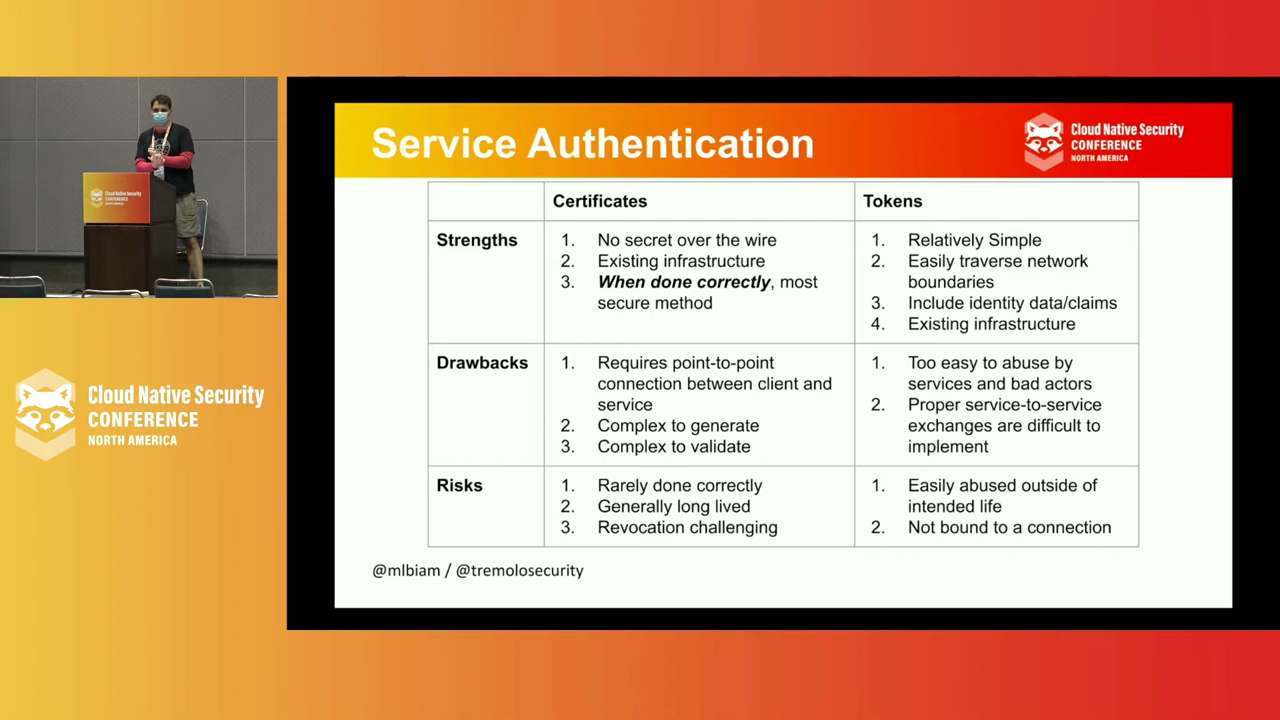 Service Authentication
Cloud Native Security
CONFERENCE
NORTH AMERICA
Certificates
Tokens
Strengths
1. No secret over the wire
2. Existing infrastructure
3. When done correctly, most
secure method
1. Relatively Simple
2. Easily traverse network
boundaries
3. Include identity data/claims
4. Existing infrastructure
Drawbacks
1. Requires point-to-point
connection between client and
service
2. Complex to generate
3. Complex to validate
1. Too easy to abuse by
services and bad actors
2. Proper service-to-service
exchanges are difficult to
implement
Risks
1. Rarely done correctly
2. Generally long lived
3. Revocation challenging
1. Easily abused outside of
intended life
2. Not bound to a connection
@mlbiam / @tremolosecurity
Cloud Native Security
CONFERENCE
Cloud Native Security
CONFERENCE
NORTH AMERICA